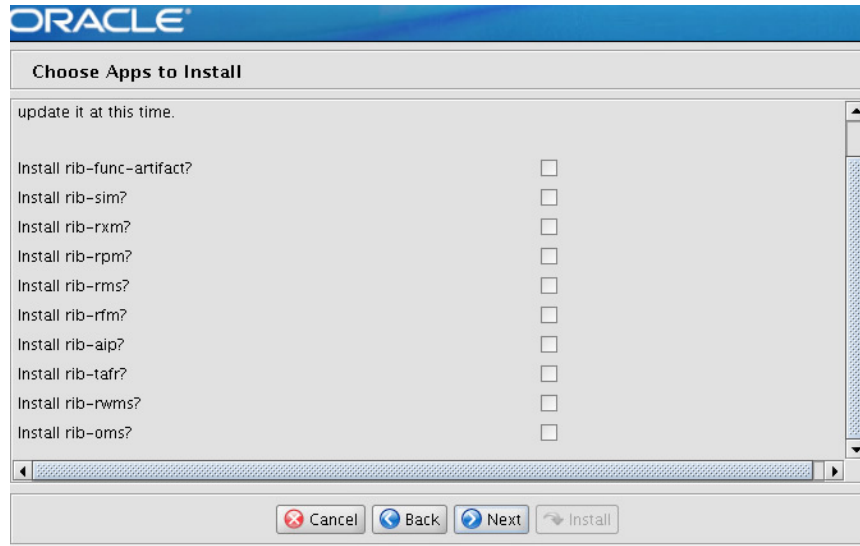 ORACLE
Choose Apps to Install
update it at this time.
Install rib-func-artifact?
Install rib-sim?
Install rib-rxm?
Install rib-rpm?
Install rib-rms?
Install rib-rfm?
Install rib-aip?
Install rib-tafr?
Install rib-rwms?
Install rib-oms?
Cancel Back Next Install